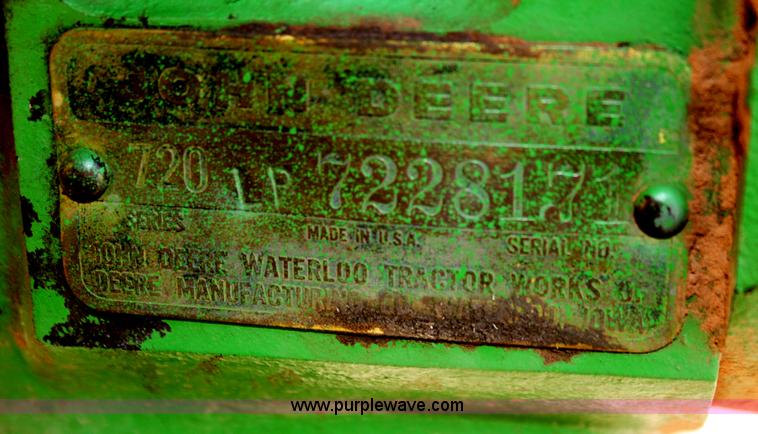 JOHN DEERE
720 LP 7228171
SERIES MADE IN U.S.A. SERIAL NO.
JOHN DEERE WATERLOO TRACTOR WORKS OF
DEERE MANUFACTURING CO. WATERLOO, IOWA
www.purplewave.com